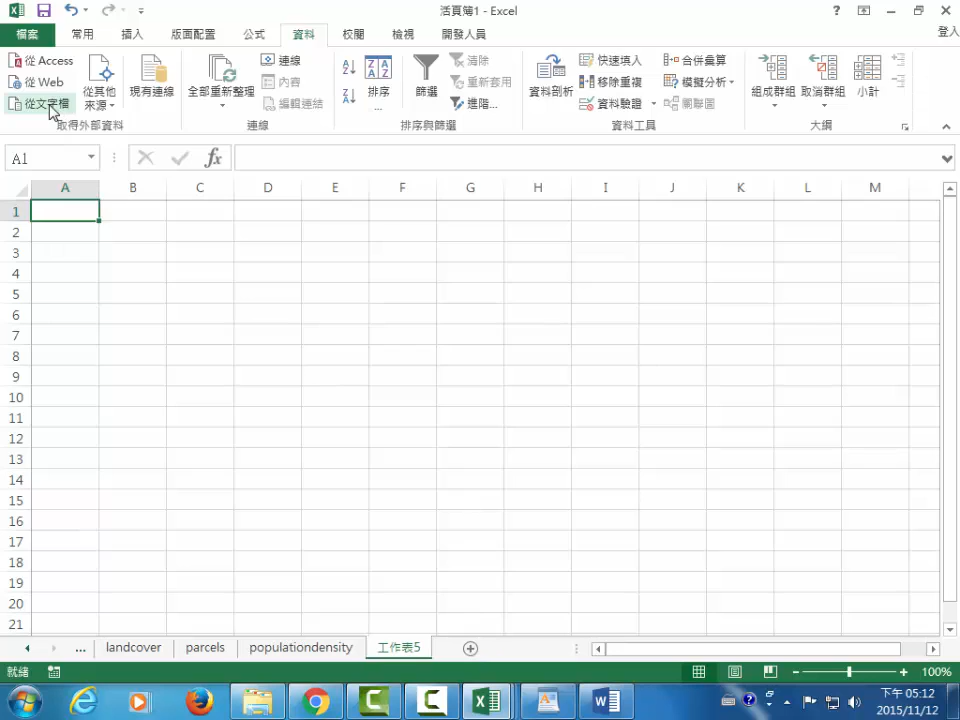 活頁簿1 - Excel
?
檔案 常用 插入 版面配置 公式 資料 校閱 檢視 開發人員 登入
從 Access
從 Web
從文字檔
從其他
來源
取得外部資料
現有連線
全部重新整理
連線
內容
編輯連結
連線
排序
...
篩選
清除
重新套用
進階...
排序與篩選
資料剖析
快速填入
移除重複
資料驗證
合併彙算
模擬分析
關聯圖
資料工具
組成群組
取消群組
小計
大綱
A1
fx
A B C D E F G H I J K L M
1
2
3
4
5
6
7
8
9
10
11
12
13
14
15
16
17
18
19
20
21
... landcover parcels populationdensity 工作表5
就緒
100%
下午 05:12
2015/11/12